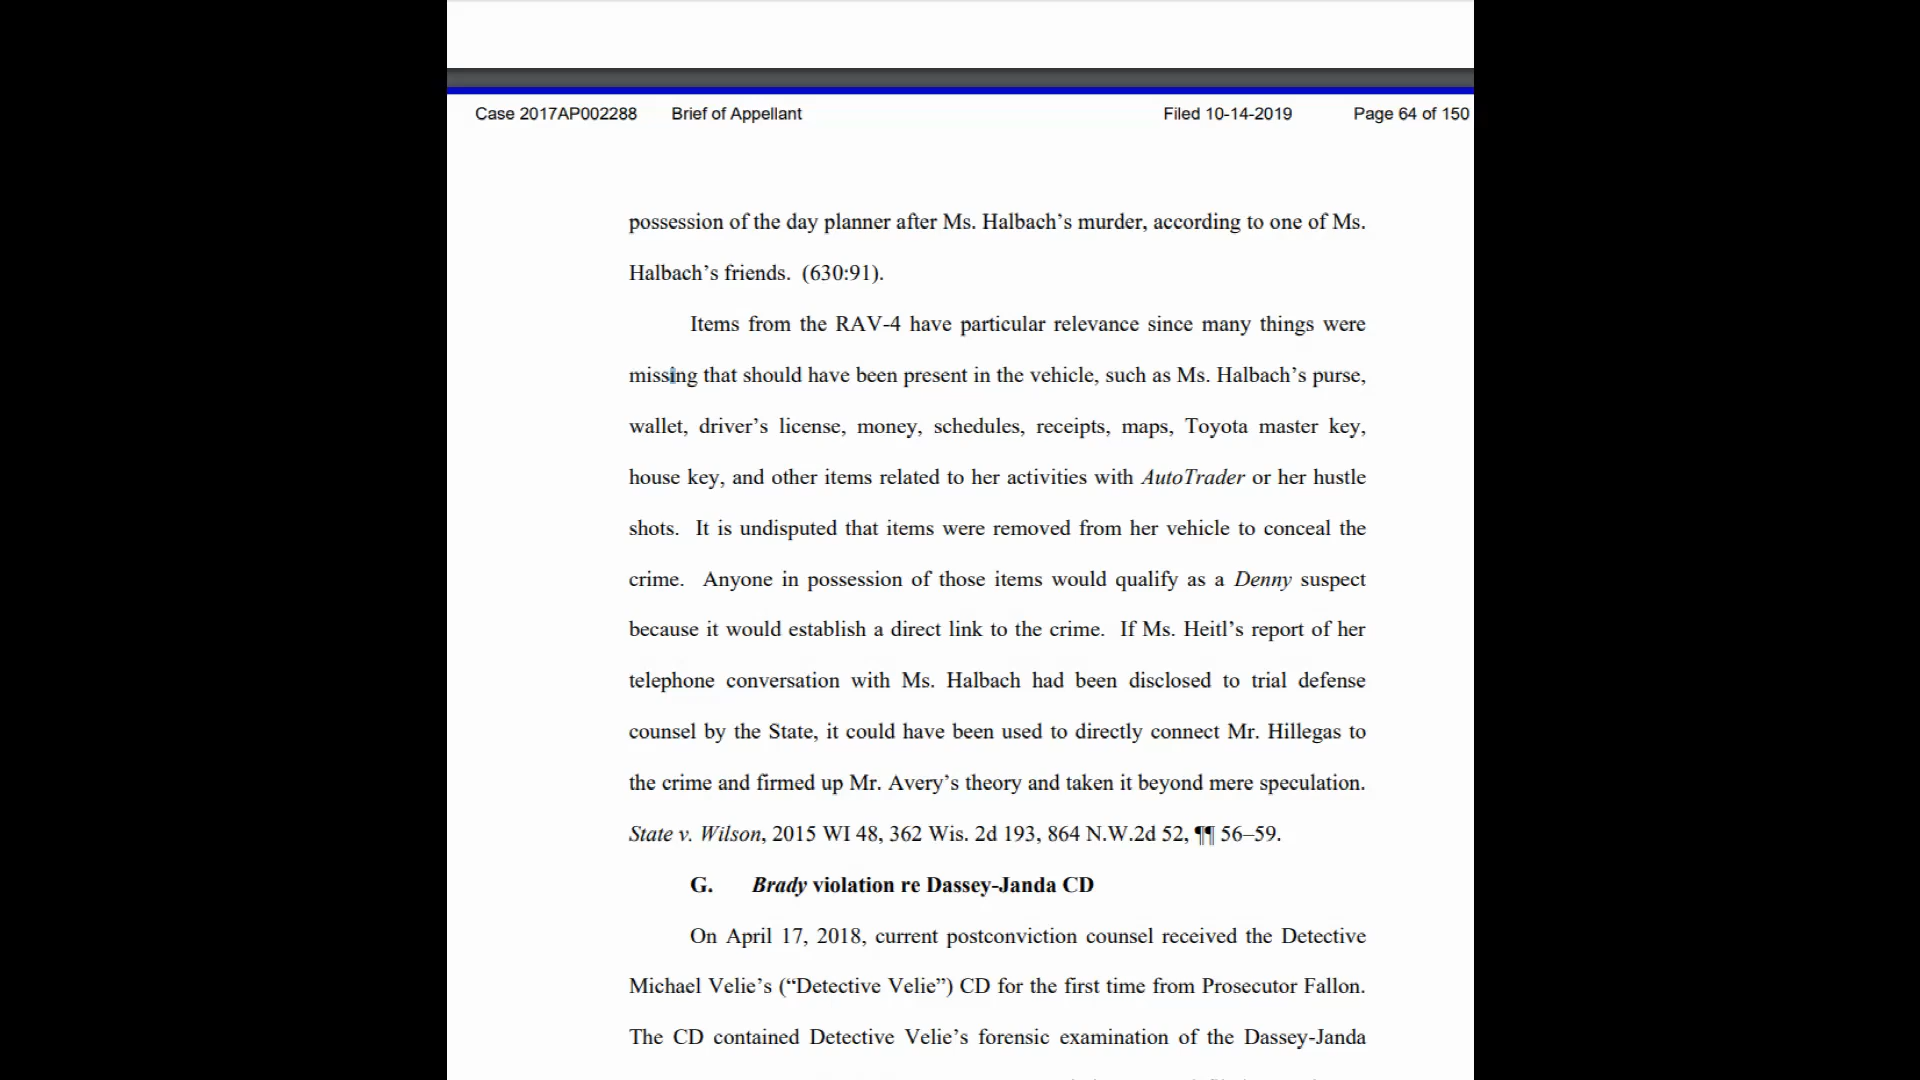 Case 2017AP002288 Brief of Appellant Filed 10-14-2019 Page 64 of 150
possession of the day planner after Ms. Halbach’s murder, according to one of Ms.
Halbach’s friends. (630:91).
Items from the RAV-4 have particular relevance since many things were
missing that should have been present in the vehicle, such as Ms. Halbach’s purse,
wallet, driver’s license, money, schedules, receipts, maps, Toyota master key,
house key, and other items related to her activities with AutoTrader or her hustle
shots. It is undisputed that items were removed from her vehicle to conceal the
crime. Anyone in possession of those items would qualify as a Denny suspect
because it would establish a direct link to the crime. If Ms. Heitl’s report of her
telephone conversation with Ms. Halbach had been disclosed to trial defense
counsel by the State, it could have been used to directly connect Mr. Hillegas to
the crime and firmed up Mr. Avery’s theory and taken it beyond mere speculation.
State v. Wilson, 2015 WI 48, 362 Wis. 2d 193, 864 N.W.2d 52, ¶¶ 56–59.
G. Brady violation re Dassey-Janda CD
On April 17, 2018, current postconviction counsel received the Detective
Michael Velie’s (“Detective Velie”) CD for the first time from Prosecutor Fallon.
The CD contained Detective Velie’s forensic examination of the Dassey-Janda